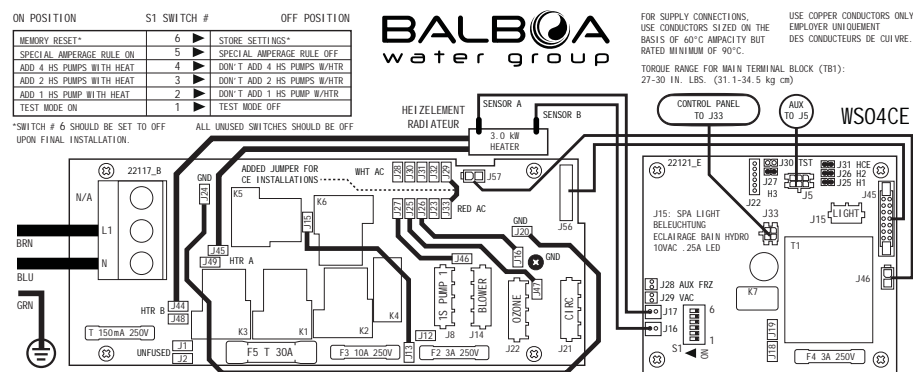 ON POSITION S1 SWITCH # OFF POSITION
MEMORY RESET* 6 ► STORE SETTINGS*
SPECIAL AMPERAGE RULE ON 5 ► SPECIAL AMPERAGE RULE OFF
ADD 4 HS PUMPS WITH HEAT 4 ► DON'T ADD 4 HS PUMPS W/HTR
ADD 2 HS PUMPS WITH HEAT 3 ► DON'T ADD 2 HS PUMPS W/HTR
ADD 1 HS PUMP WITH HEAT 2 ► DON'T ADD 1 HS PUMP W/HTR
TEST MODE ON 1 ► TEST MODE OFF
*SWITCH # 6 SHOULD BE SET TO OFF
UPON FINAL INSTALLATION.
ALL UNUSED SWITCHES SHOULD BE OFF
BALBOA
water group
FOR SUPPLY CONNECTIONS,
USE CONDUCTORS SIZED ON THE
BASIS OF 60°C AMPACITY BUT
RATED MINIMUM OF 90°C.
USE COPPER CONDUCTORS ONLY
EMPLOYER UNIQUEMENT
DES CONDUCTEURS DE CUIVRE.
TORQUE RANGE FOR MAIN TERMINAL BLOCK (TB1):
27-30 IN. LBS. (31.1-34.5 kg cm)
CONTROL PANEL
TO J33
AUX
TO J5
WS04CE
HEIZELEMENT
RADIATEUR
SENSOR A
SENSOR B
3.0 kW
HEATER
22117_B
N/A
L1
N
BRN
BLU
GRN
GND
J24
ADDED JUMPER FOR
CE INSTALLATIONS
WHT AC
J28
J30
J31
J32
J29
J57
K5
K6
J15
J27
J25
J26
J23
J33
RED AC
J56
GND
J20
J16
GND
J45
J49
HTR A
J46
J47
HTR B
J44
J48
K3
K1
K2
K4
1S PUMP 1
BLOWER
OZONE
CIRC
J12
J8
J22
J21
T 150mA 250V
UNFUSED
J1
J2
F5 T 30A
F3 10A 250V
J13
F2 3A 250V
22121_E
J30 TST
J27
H3
J22
J5
J31 HCE
J26 H2
J25 H1
J45
J15: SPA LIGHT
BELEUCHTUNG
ECLAIRAGE BAIN HYDRO
10VAC .25A LED
J33
J15
LIGHT
T1
J46
J28 AUX FRZ
J29 VAC
K7
J17
J16
6
1
S1
ON
J19
J18
F4 3A 250V